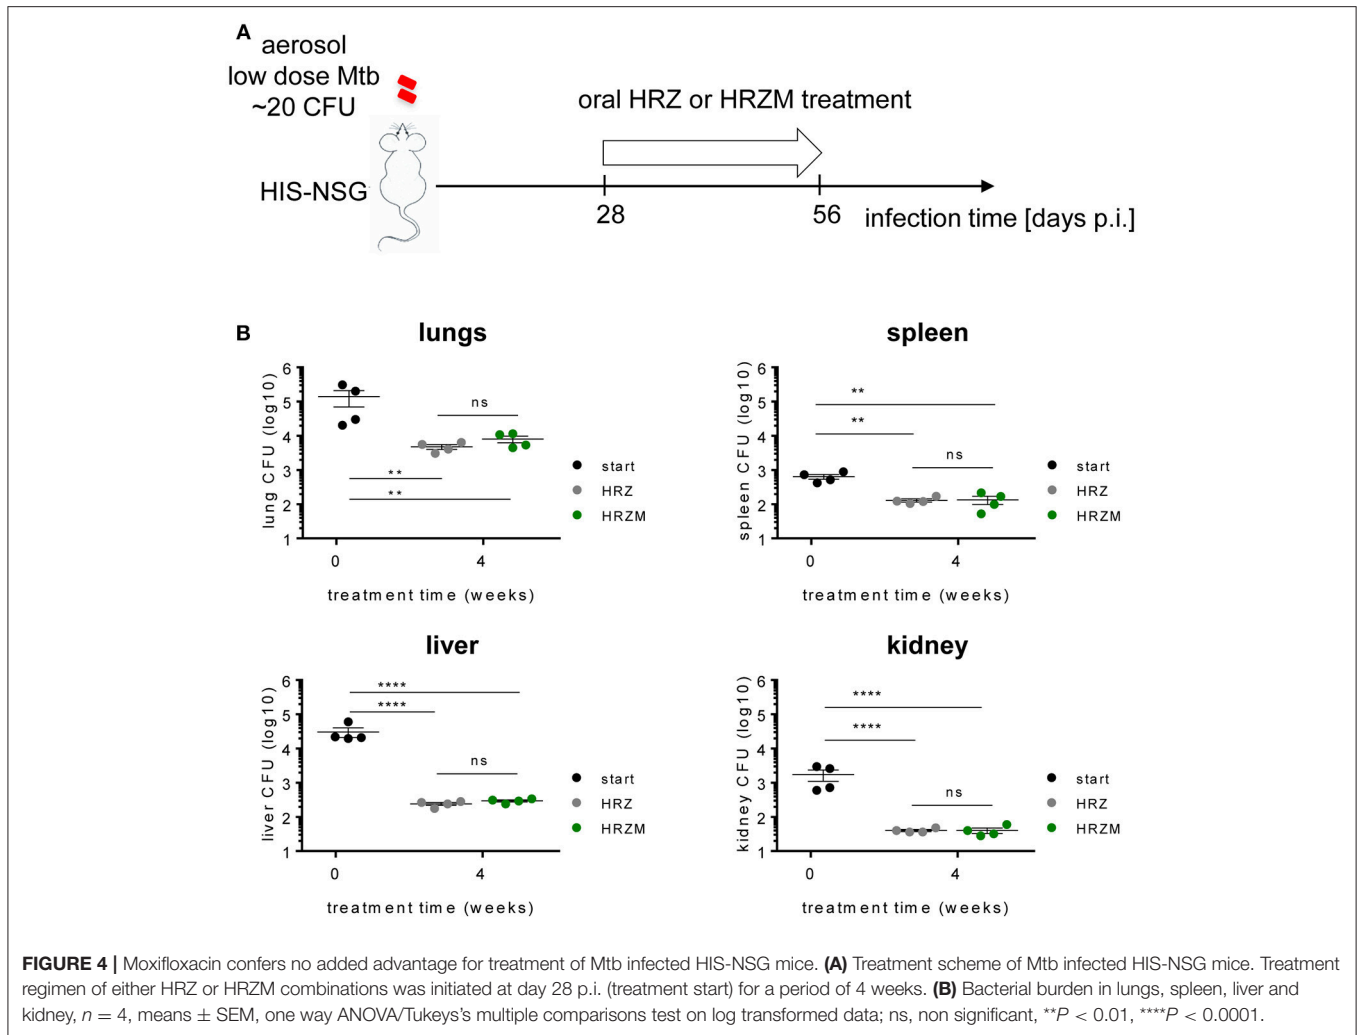 A
aerosol
low dose Mtb
~20 CFU
oral HRZ or HRZM treatment
HIS-NSG
28
56
infection time [days p.i.]
B
lungs
lung CFU (log10)
6
5
4
3
2
1
ns
**
**
0
4
treatment time (weeks)
start
HRZ
HRZM
spleen
spleen CFU (log10)
6
5
4
3
2
1
**
**
ns
0
4
treatment time (weeks)
start
HRZ
HRZM
liver
liver CFU (log10)
6
5
4
3
2
1
****
****
ns
0
4
treatment time (weeks)
start
HRZ
HRZM
kidney
kidney CFU (log10)
6
5
4
3
2
1
****
****
ns
0
4
treatment time (weeks)
start
HRZ
HRZM
FIGURE 4 | Moxifloxacin confers no added advantage for treatment of Mtb infected HIS-NSG mice. (A) Treatment scheme of Mtb infected HIS-NSG mice. Treatment
regimen of either HRZ or HRZM combinations was initiated at day 28 p.i. (treatment start) for a period of 4 weeks. (B) Bacterial burden in lungs, spleen, liver and
kidney, n = 4, means ± SEM, one way ANOVA/Tukeys's multiple comparisons test on log transformed data; ns, non significant, **P < 0.01, ****P < 0.0001.